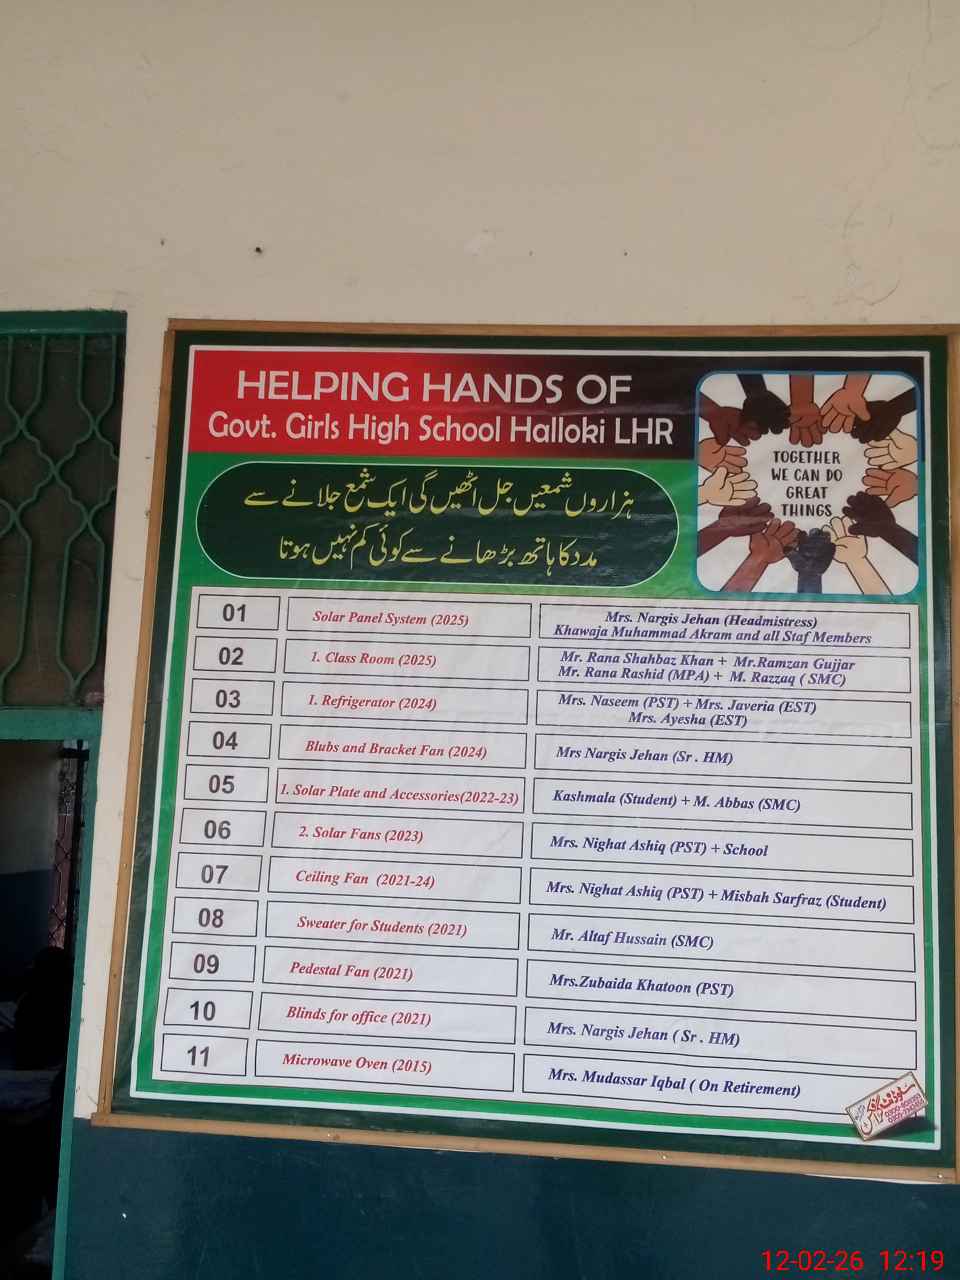 HELPING HANDS OF
Govt. Girls High School Halloki LHR
TOGETHER
WE CAN DO
GREAT
THINGS
ہزاروں شمعیں جل اٹھیں گی ایک شمع جلانے سے
مدد کا ہاتھ بڑھانے سے کوئی کم نہیں ہوتا
01 Solar Panel System (2025) Mrs. Nargis Jehan (Headmistress)
Khawaja Muhammad Akram and all Staf Members
02 1. Class Room (2025) Mr. Rana Shahbaz Khan + Mr.Ramzan Gujjar
Mr. Rana Rashid (MPA) + M. Razzaq ( SMC)
03 1. Refrigerator (2024) Mrs. Naseem (PST) + Mrs. Javeria (EST)
Mrs. Ayesha (EST)
04 Blubs and Bracket Fan (2024) Mrs Nargis Jehan (Sr . HM)
05 1. Solar Plate and Accessories(2022-23) Kashmala (Student) + M. Abbas (SMC)
06 2. Solar Fans (2023) Mrs. Nighat Ashiq (PST) + School
07 Ceiling Fan (2021-24) Mrs. Nighat Ashiq (PST) + Misbah Sarfraz (Student)
08 Sweater for Students (2021) Mr. Altaf Hussain (SMC)
09 Pedestal Fan (2021) Mrs.Zubaida Khatoon (PST)
10 Blinds for office (2021) Mrs. Nargis Jehan ( Sr . HM)
11 Microwave Oven (2015) Mrs. Mudassar Iqbal ( On Retirement)
12-02-26 12:19